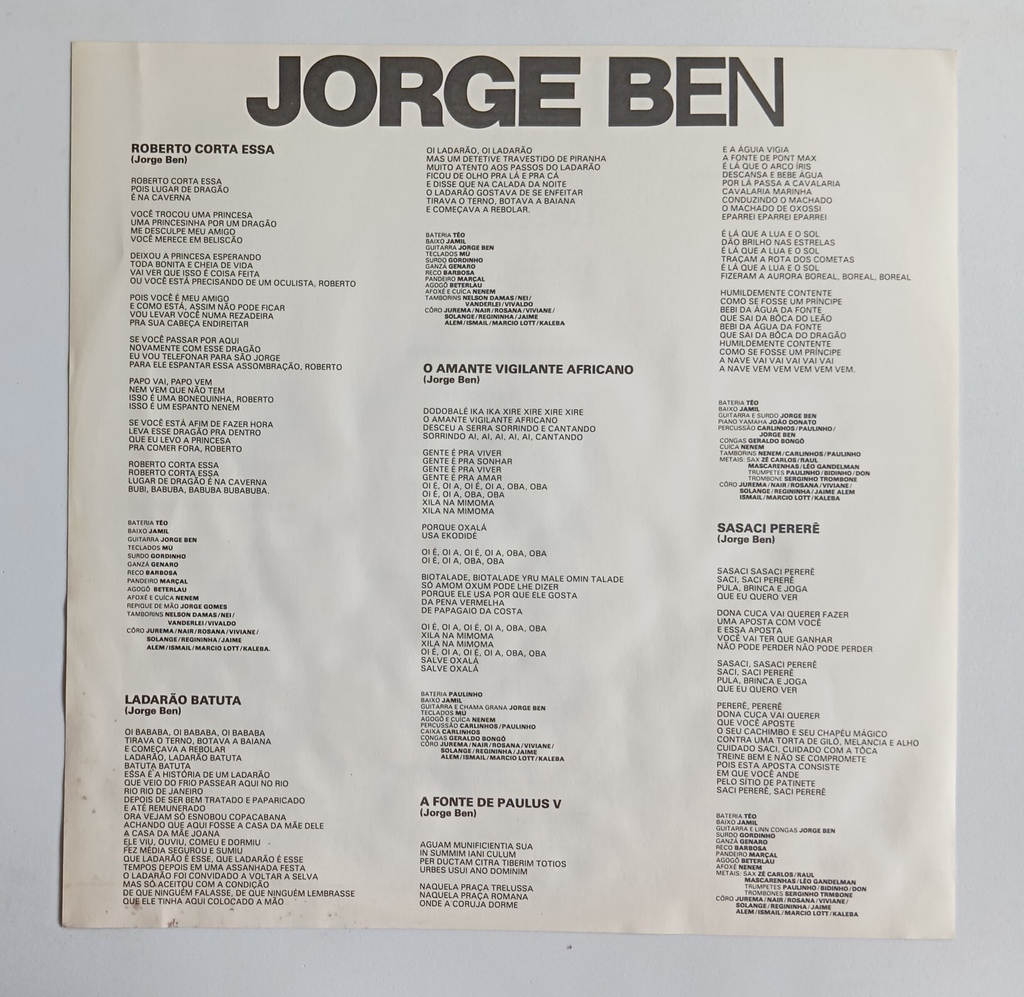 JORGE BEN
ROBERTO CORTA ESSA
(Jorge Ben)
ROBERTO CORTA ESSA
POIS LUGAR DE DRAGÃO
É NA CAVERNA
VOCÊ TROCOU UMA PRINCESA
UMA PRINCESINHA POR UM DRAGÃO
ME DESCULPE MEU AMIGO
VOCÊ MERECE EM BELISCÃO
DEIXOU A PRINCESA ESPERANDO
TODA BONITA E CHEIA DE VIDA
VAI VER QUE ISSO É COISA FEITA
OU VOCÊ ESTÁ PRECISANDO DE UM OCULISTA, ROBERTO
POIS VOCÊ É MEU AMIGO
E COMO ESTÁ, ASSIM NÃO PODE FICAR
VOU LEVAR VOCÊ NUMA REZADEIRA
PRA SUA CABEÇA ENDIREITAR
SE VOCÊ PASSAR POR AQUI
NOVAMENTE COM ESSE DRAGÃO
EU VOU TELEFONAR PARA SÃO JORGE
PARA ELE ESPANTAR ESSA ASSOMBRAÇÃO, ROBERTO
PAPO VAI, PAPO VEM
NEM VEM QUE NÃO TEM
ISSO É UMA BONEQUINHA, ROBERTO
ISSO É UM ESPANTO NENEM
SE VOCÊ ESTÁ AFIM DE FAZER HORA
LEVA ESSE DRAGÃO PRA DENTRO
QUE EU LEVO A PRINCESA
PRA COMER FORA, ROBERTO
ROBERTO CORTA ESSA
ROBERTO CORTA ESSA
LUGAR DE DRAGÃO É NA CAVERNA
BUBI, BABUBA, BABUBA BUBABUBA.
BATERIA TÊO
BAIXO JAMIL
GUITARRA JORGE BEN
TECLADOS MÚ
SURDO GORDINHO
GANZÁ GENARO
RECO BARBOSA
PANDEIRO MARÇAL
AGOGÔ BETERLAU
AFOXÉ E CUÍCA NENEM
REPIQUE DE MÃO JORGE GOMES
TAMBORINS NELSON DAMAS/NEI/
VANDERLEI/VIVALDO
CÔRO JUREMA/NAIR/ROSANA/VIVIANE/
SOLANGE/REGININHA/JAIME
ALEM/ISMAIL/MARCIO LOTT/KALEBA.
LADARÃO BATUTA
(Jorge Ben)
OI BABABA, OI BABABA, OI BABABA
TIRAVA O TERNO, BOTAVA A BAIANA
E COMEÇAVA A REBOLAR
LADARÃO, LADARÃO BATUTA
BATUTA BATUTA
ESSA É A HISTÓRIA DE UM LADARÃO
QUE VEIO DO FRIO PASSEAR AQUI NO RIO
RIO RIO DE JANEIRO
DEPOIS DE SER BEM TRATADO E PAPARICADO
E ATÉ REMUNERADO
ORA VEJAM SÓ ESNOBOU COPACABANA
ACHANDO QUE AQUI FOSSE A CASA DA MÃE DELE
A CASA DA MÃE JOANA
ELE VIU, OUVIU, COMEU E DORMIU
FEZ MÉDIA SEGUROU E SUMIU
QUE LADARÃO É ESSE, QUE LADARÃO É ESSE
TEMPOS DEPOIS EM UMA ASSANHADA FESTA
O LADARÃO FOI CONVIDADO A VOLTAR A SELVA
MAS SÓ ACEITOU COM A CONDIÇÃO
DE QUE NINGUÉM FALASSE, DE QUE NINGUÉM LEMBRASSE
QUE ELE TINHA AQUI COLOCADO A MÃO
OI LADARÃO, OI LADARÃO
MAS UM DETETIVE TRAVESTIDO DE PIRANHA
MUITO ATENTO AOS PASSOS DO LADARÃO
FICOU DE OLHO PRA LÁ E PRA CÁ
E DISSE QUE NA CALADA DA NOITE
O LADARÃO GOSTAVA DE SE ENFEITAR
TIRAVA O TERNO, BOTAVA A BAIANA
E COMEÇAVA A REBOLAR.
BATERIA TÊO
BAIXO JAMIL
GUITARRA JORGE BEN
TECLADOS MÚ
SURDO GORDINHO
GANZÁ GENARO
RECO BARBOSA
PANDEIRO MARÇAL
AGOGÔ BETERLAU
AFOXÉ E CUÍCA NENEM
TAMBORINS NELSON DAMAS/NEI/
VANDERLEI/VIVALDO
CÔRO JUREMA/NAIR/ROSANA/VIVIANE/
SOLANGE/REGININHA/JAIME
ALEM/ISMAIL/MARCIO LOTT/KALEBA
O AMANTE VIGILANTE AFRICANO
(Jorge Ben)
DODOBALÉ IKA IKA XIRE XIRE XIRE XIRE
O AMANTE VIGILANTE AFRICANO
DESCEU A SERRA SORRINDO E CANTANDO
SORRINDO AI, AI, AI, AI, AI, CANTANDO
GENTE É PRA VIVER
GENTE É PRA SONHAR
GENTE É PRA VIVER
GENTE É PRA AMAR
OI É, OI A, OI É, OI A, OBA, OBA
OI É, OI A, OBA, OBA
XILA NA MIMOMA
XILA NA MIMOMA
PORQUE OXALÁ
USA EKODIDÉ
OI É, OI A, OI É, OI A, OBA, OBA
OI É, OI A, OBA, OBA
BIOTALADE, BIOTALADE YRU MALE OMIN TALADE
SÓ AMOM OXUM PODE LHE DIZER
PORQUE ELE USA POR QUE ELE GOSTA
DA PENA VERMELHA
DE PAPAGAIO DA COSTA
OI É, OI A, OI É, OI A, OBA, OBA
XILA NA MIMOMA
XILA NA MIMOMA
OI É, OI A, OI É, OI A, OBA, OBA
SALVE OXALÁ
SALVE OXALÁ
BATERIA PAULINHO
BAIXO JAMIL
GUITARRA E CHAMA GRANA JORGE BEN
TECLADOS MÚ
AGOGÔ E CUÍCA NENEM
PERCUSSÃO CARLINHOS/PAULINHO
CAIXA CARLINHOS
CONGAS GERALDO BONGÔ
CÔRO JUREMA/NAIR/ROSANA/VIVIANE/
SOLANGE/REGININHA/JAIME
ALEM/ISMAIL/MARCIO LOTT/KALEBA
A FONTE DE PAULUS V
(Jorge Ben)
AGUAM MUNIFICIENTIA SUA
IN SUMMIM IANI CULUM
PER DUCTAM CITRA TIBERIM TOTIOS
URBES USUI ANO DOMINIM
NAQUELA PRAÇA TRELUSSA
NAQUELA PRAÇA ROMANA
ONDE A CORUJA DORME
E A ÁGUIA VIGIA
A FONTE DE PONT MAX
É LÁ QUE O ARCO ÍRIS
DESCANSA E BEBE ÁGUA
POR LÁ PASSA A CAVALARIA
CAVALARIA MARINHA
CONDUZINDO O MACHADO
O MACHADO DE OXOSSI
EPARREI EPARREI EPARREI
É LÁ QUE A LUA E O SOL
DÃO BRILHO NAS ESTRELAS
É LÁ QUE A LUA E O SOL
TRAÇAM A ROTA DOS COMETAS
É LÁ QUE A LUA E O SOL
FIZERAM A AURORA BOREAL, BOREAL, BOREAL
HUMILDEMENTE CONTENTE
COMO SE FOSSE UM PRÍNCIPE
BEBI DA ÁGUA DA FONTE
QUE SAI DA BÔCA DO LEÃO
BEBI DA ÁGUA DA FONTE
QUE SAI DA BÔCA DO DRAGÃO
HUMILDEMENTE CONTENTE
COMO SE FOSSE UM PRÍNCIPE
A NAVE VAI VAI VAI VAI VAI
A NAVE VEM VEM VEM VEM VEM.
BATERIA TÊO
BAIXO JAMIL
GUITARRA E SURDO JORGE BEN
PIANO YAMAHA JOÃO DONATO
PERCUSSÃO CARLINHOS/PAULINHO/
JORGE BEN
CONGAS GERALDO BONGÔ
CUÍCA NENEM
TAMBORINS NENEM/CARLINHOS/PAULINHO
METAIS: SAX ZÉ CARLOS/RAUL
MASCARENHAS/LÉO GANDELMAN
TRUMPETES PAULINHO/BIDINHO/DON
TROMBONE SERGINHO TROMBONE
CÔRO JUREMA/NAIR/ROSANA/VIVIANE/
SOLANGE/REGININHA/JAIME ALEM
ISMAIL/MARCIO LOTT/KALEBA
SASACI PERERÊ
(Jorge Ben)
SASACI SASACI PERERÊ
SACI, SACI PERERÊ
PULA, BRINCA E JOGA
QUE EU QUERO VER
DONA CUCA VAI QUERER FAZER
UMA APOSTA COM VOCÊ
E ESSA APOSTA
VOCÊ VAI TER QUE GANHAR
NÃO PODE PERDER NÃO PODE PERDER
SASACI, SASACI PERERÊ
SACI, SACI PERERÊ
PULA, BRINCA E JOGA
QUE EU QUERO VER
PERERÊ, PERERÊ
DONA CUCA VAI QUERER
QUE VOCÊ APOSTE
O SEU CACHIMBO E SEU CHAPÉU MÁGICO
CONTRA UMA TORTA DE GILÓ, MELANCIA E ALHO
CUIDADO SACI, CUIDADO COM A TÔCA
TREINE BEM E NÃO SE COMPROMETE
POIS ESTA APOSTA CONSISTE
EM QUE VOCÊ ANDE
PELO SÍTIO DE PATINETE
SACI PERERÊ, SACI PERERÊ
BATERIA TÊO
BAIXO JAMIL
GUITARRA E LINN CONGAS JORGE BEN
SURDO GORDINHO
GANZÁ GENARO
RECO BARBOSA
PANDEIRO MARÇAL
AGOGÔ BETERLAU
AFOXÉ NENEM
METAIS: SAX ZÉ CARLOS/RAUL
MASCARENHAS/LÉO GANDELMAN
TRUMPETES PAULINHO/BIDINHO/DON
TROMBONES SERGINHO TRMBONE
CÔRO JUREMA/NAIR/ROSANA/VIVIANE/
SOLANGE/REGININHA/JAIME
ALEM/ISMAIL/MARCIO LOTT/KALEBA